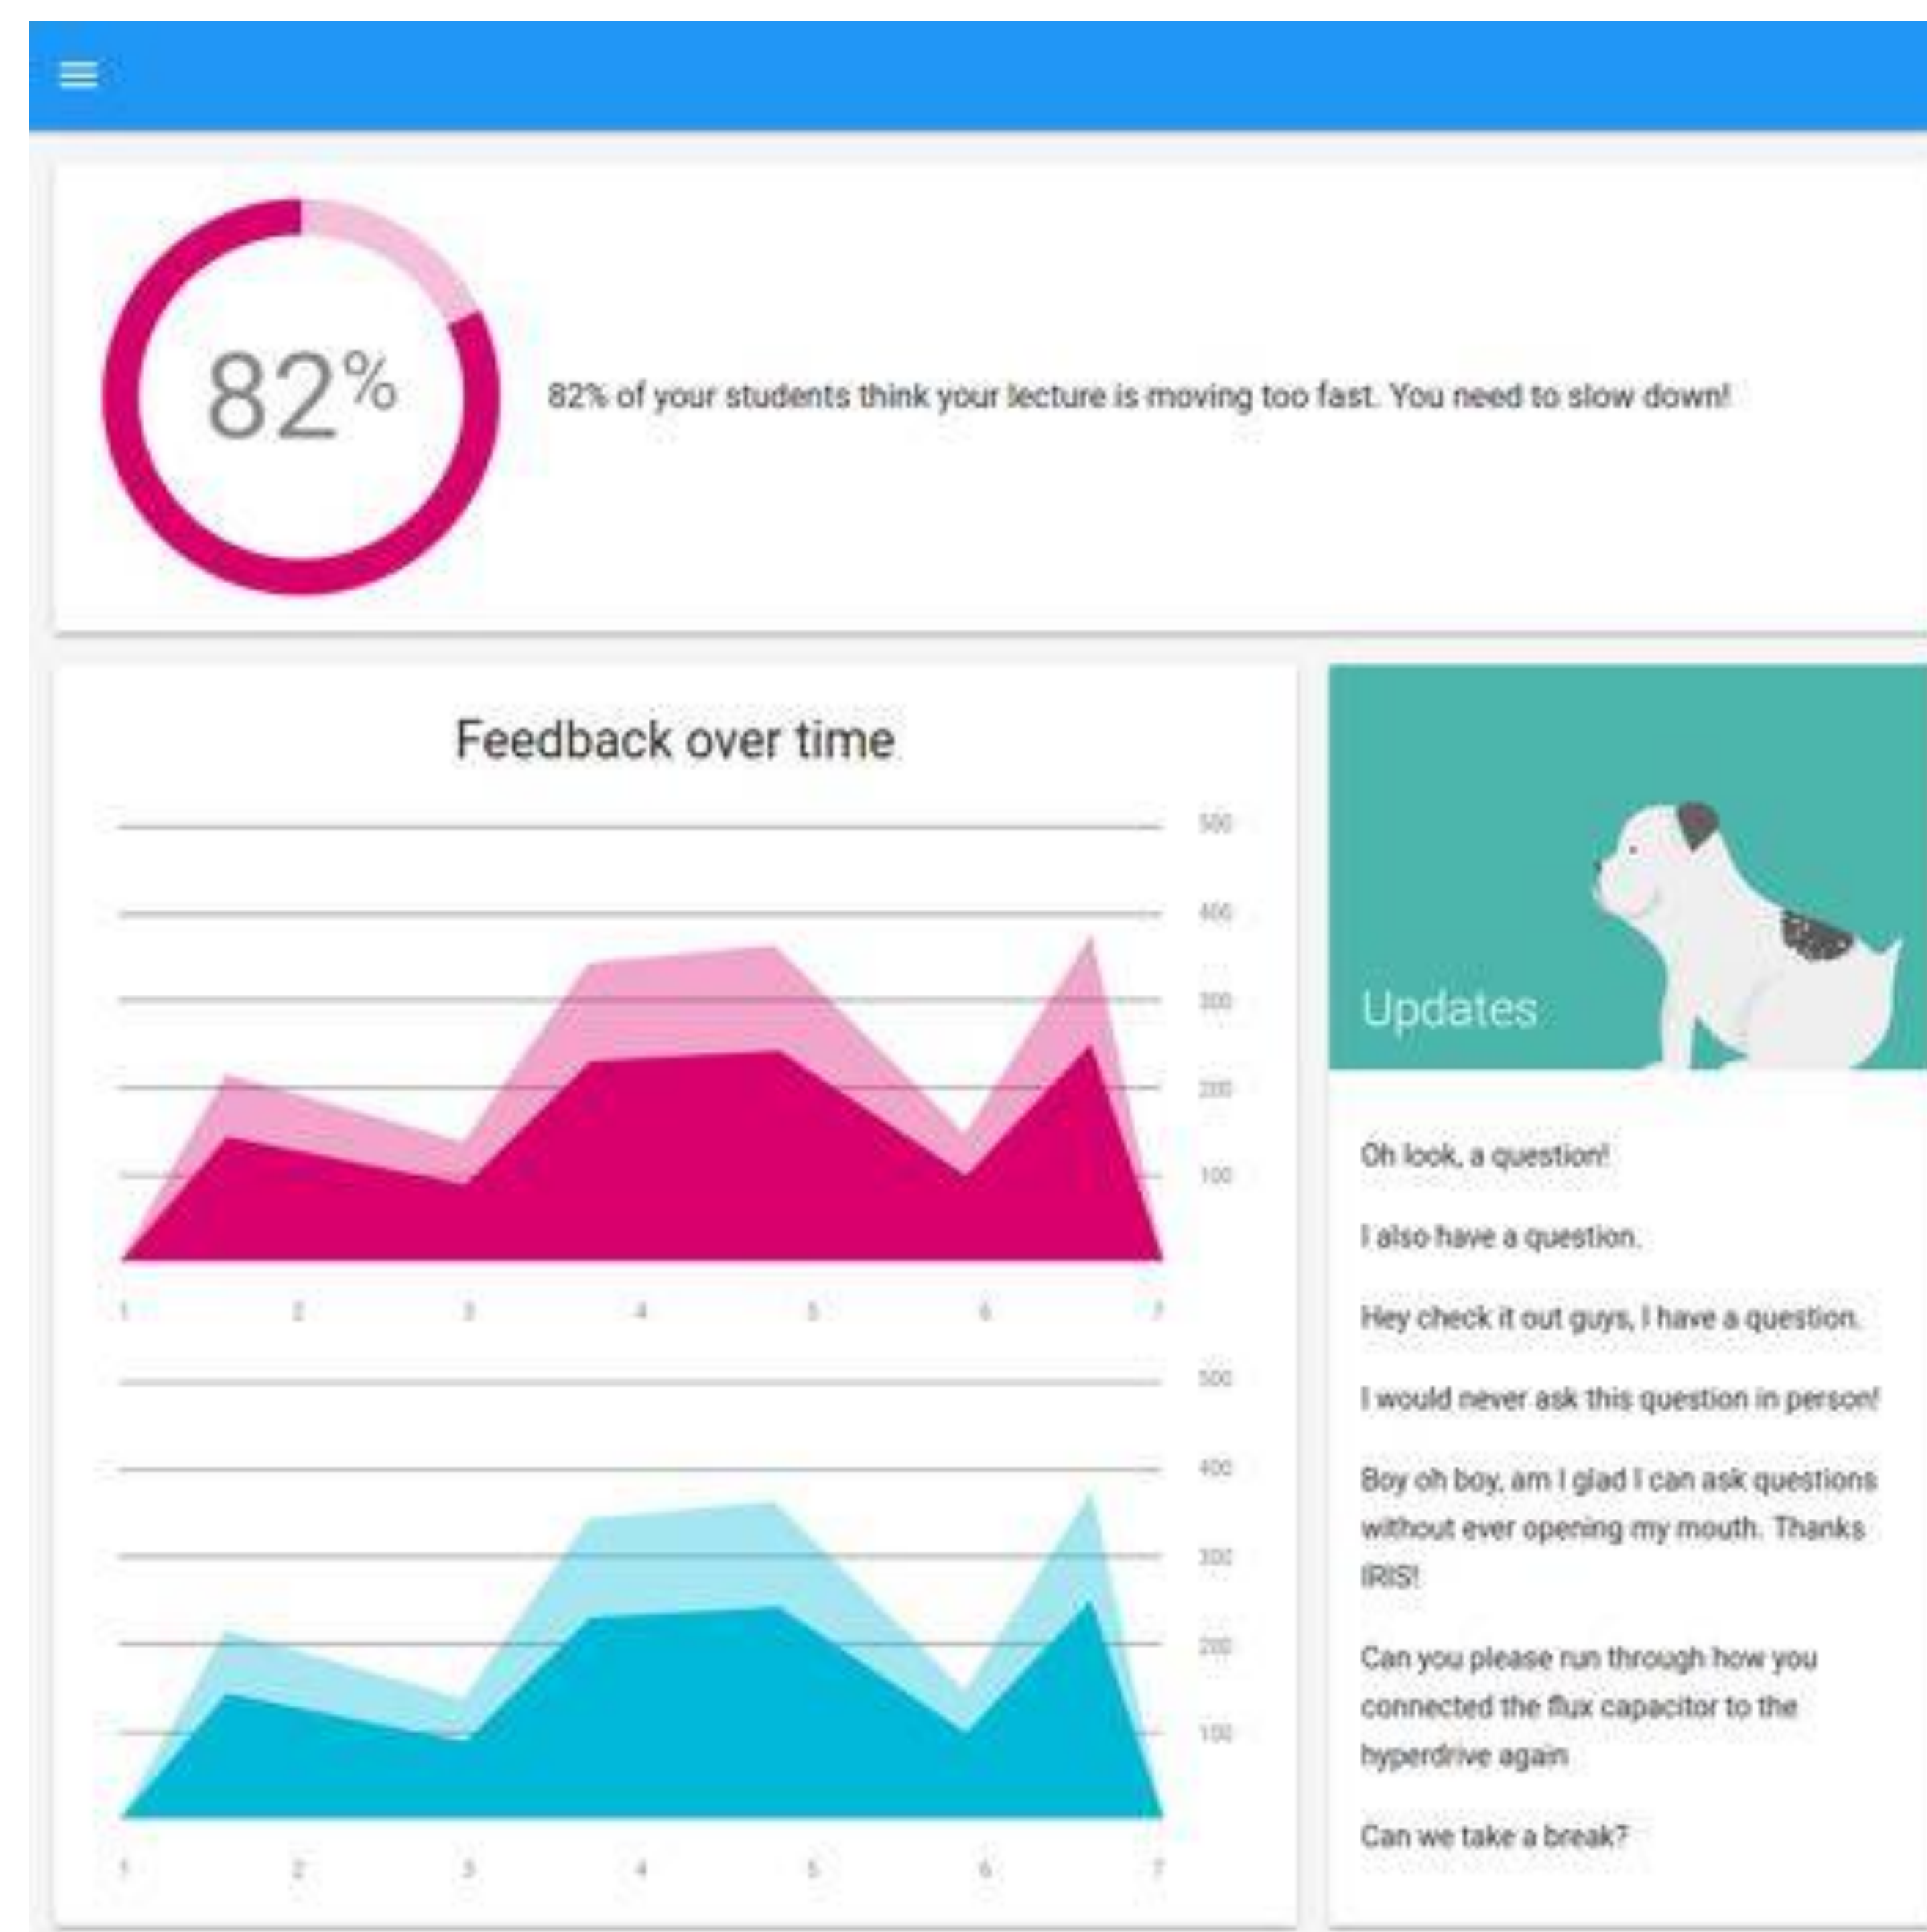 82%
82% of your students think your lecture is moving too fast. You need to slow down!
Feedback over time
500
400
300
200
100
1 2 3 4 5 6 7
500
400
300
200
100
1 2 3 4 5 6 7
Updates
Oh look, a question!
I also have a question.
Hey check it out guys, I have a question.
I would never ask this question in person!
Boy oh boy, am I glad I can ask questions
without ever opening my mouth. Thanks
IRIS!
Can you please run through how you
connected the flux capacitor to the
hyperdrive again
Can we take a break?